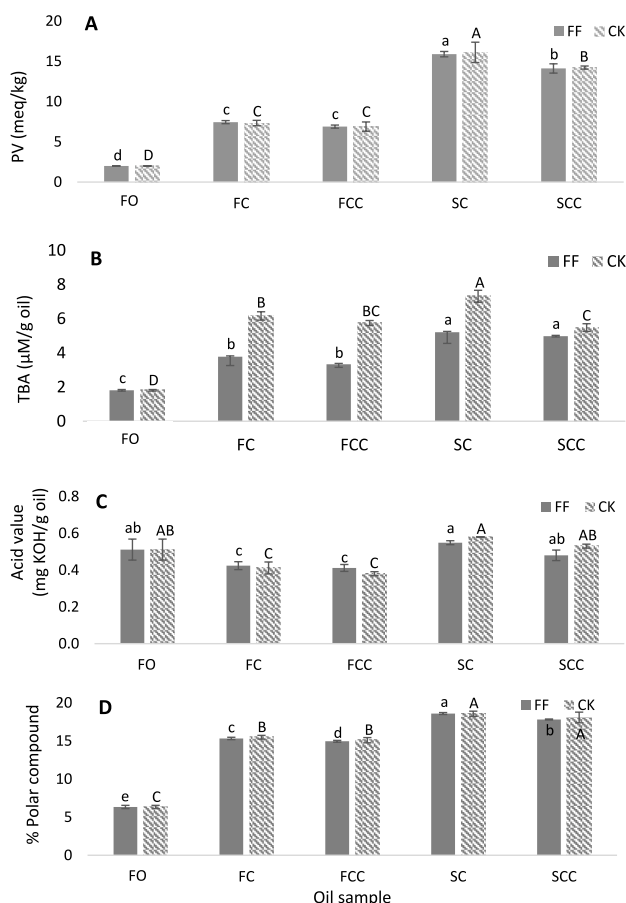 A
FF CK
PV (meq/kg)
20
15
10
5
0
d D c C c C a A b B
FO FC FCC SC SCC
B
FF CK
TBA (µM/g oil)
10
8
6
4
2
0
c D b B b BC a A a C
FO FC FCC SC SCC
C
FF CK
Acid value
(mg KOH/g oil)
0.8
0.6
0.4
0.2
0.0
ab AB c C c C a A ab AB
FO FC FCC SC SCC
D
FF CK
% Polar compound
20
15
10
5
0
e C c B d B a A b A
FO FC FCC SC SCC
Oil sample